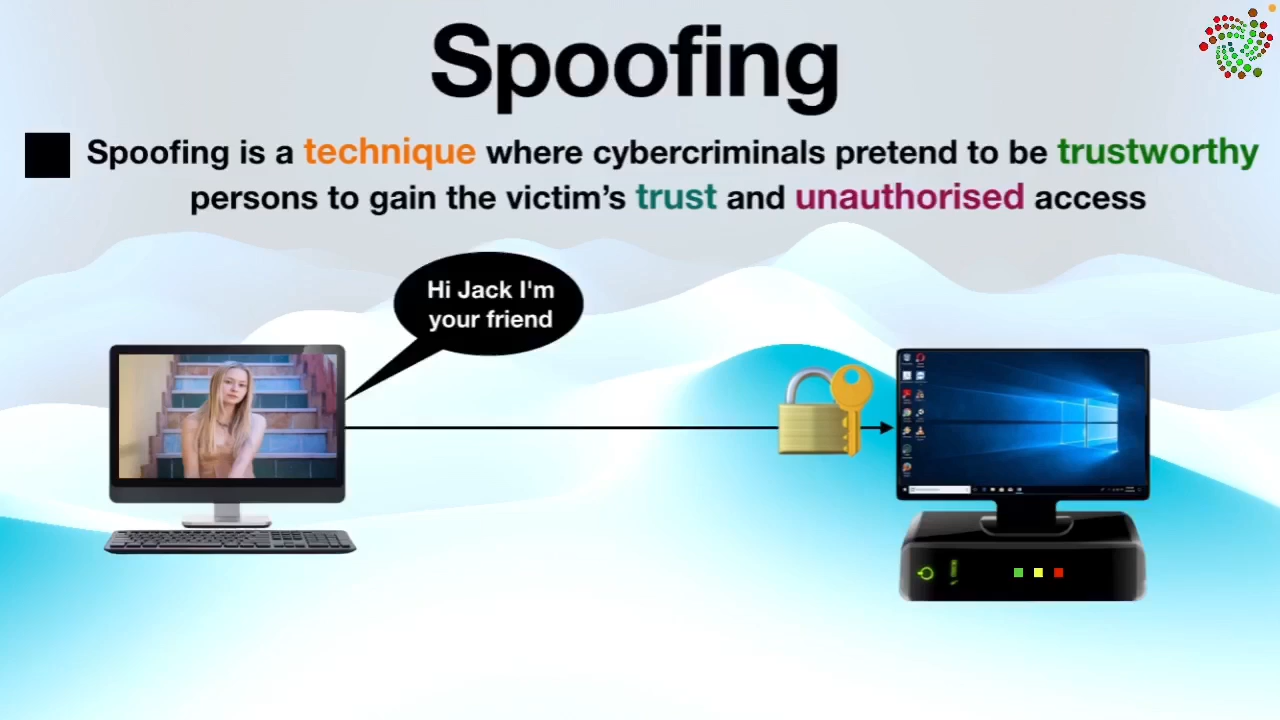 Spoofing
Spoofing is a technique where cybercriminals pretend to be trustworthy
persons to gain the victim’s trust and unauthorised access
Hi Jack I'm
your friend